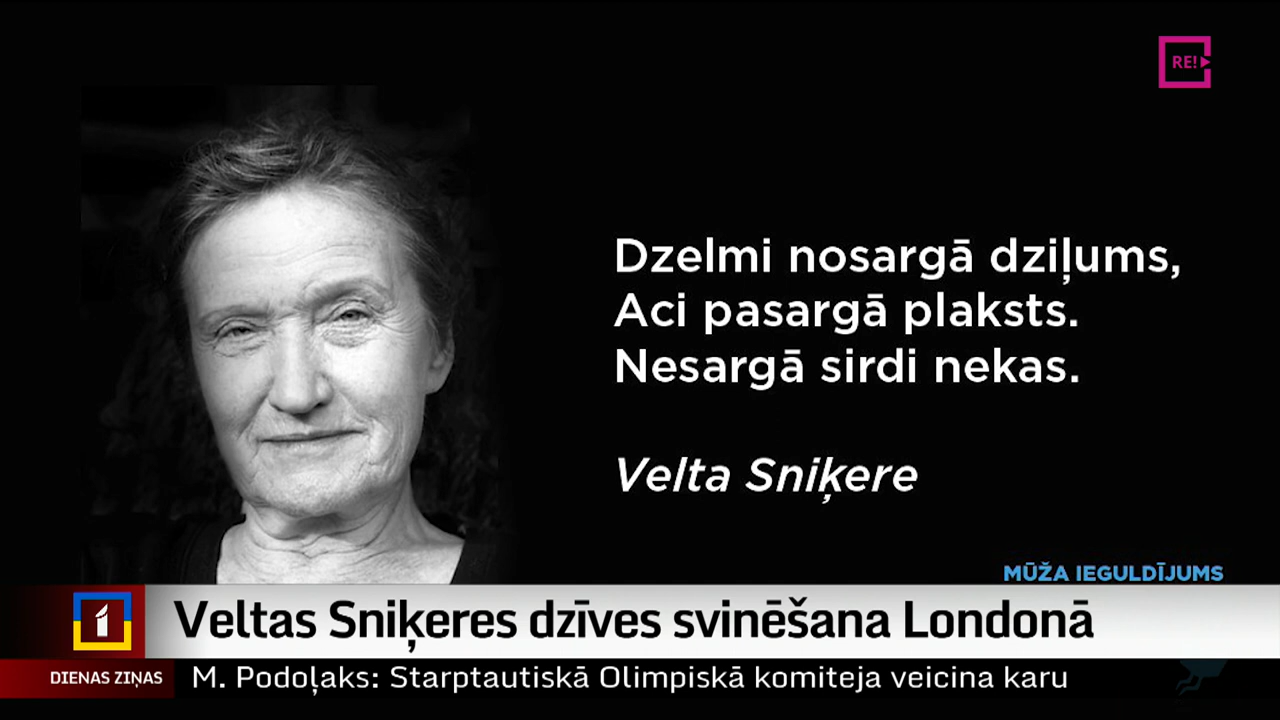 RE!
Dzelmi nosargā dziļums,
Aci pasargā plaksts.
Nesargā sirdi nekas.
Velta Sniķere
MŪŽA IEGULDĪJUMS
1
Veltas Sniķeres dzīves svinēšana Londonā
DIENAS ZIŅAS
M. Podoļaks: Starptautiskā Olimpiskā komiteja veicina karu